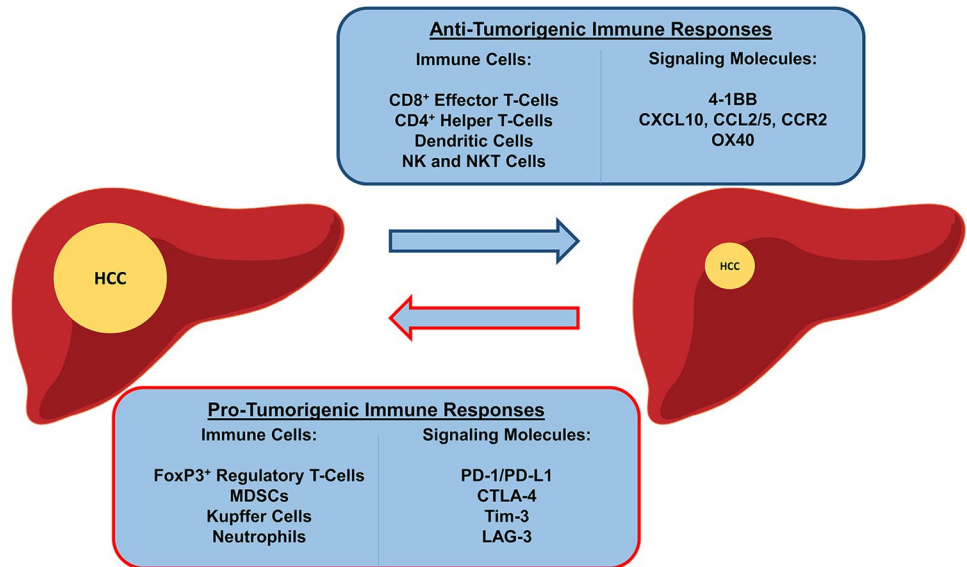 Anti-Tumorigenic Immune Responses
Immune Cells:
CD8⁺ Effector T-Cells
CD4⁺ Helper T-Cells
Dendritic Cells
NK and NKT Cells
Signaling Molecules:
4-1BB
CXCL10, CCL2/5, CCR2
OX40
HCC
HCC
Pro-Tumorigenic Immune Responses
Immune Cells:
FoxP3⁺ Regulatory T-Cells
MDSCs
Kupffer Cells
Neutrophils
Signaling Molecules:
PD-1/PD-L1
CTLA-4
Tim-3
LAG-3